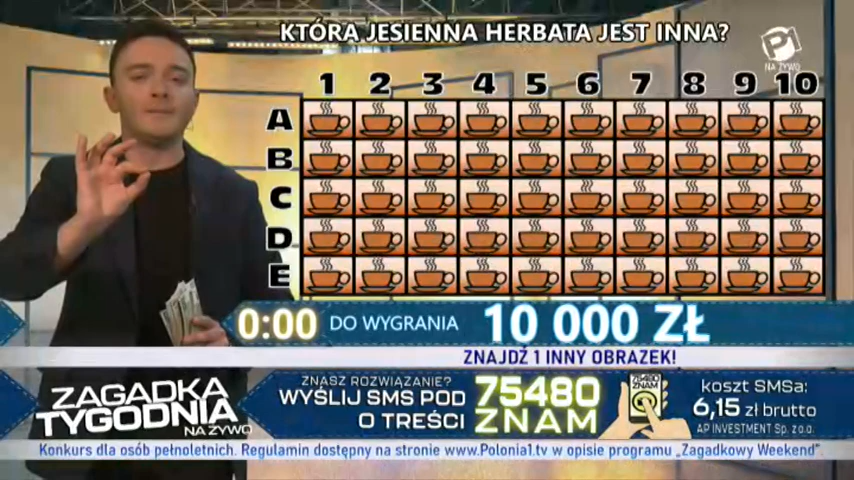 KTÓRA JESIENNA HERBATA JEST INNA?
P1
NA ŻYWO
1 2 3 4 5 6 7 8 9 10
A
B
C
D
E
0:00 DO WYGRANIA 10 000 ZŁ
ZNAJDŹ 1 INNY OBRAZEK!
ZAGADKA
TYGODNIA
NA ŻYWO
ZNASZ ROZWIĄZANIE?
WYŚLIJ SMS POD
O TREŚCI
75480
ZNAM
75480
ZNAM
koszt SMSa:
6,15 zł brutto
AP INVESTMENT Sp. z o.o.
Konkurs dla osób pełnoletnich. Regulamin dostępny na stronie www.Polonia1.tv w opisie programu „Zagadkowy Weekend”.